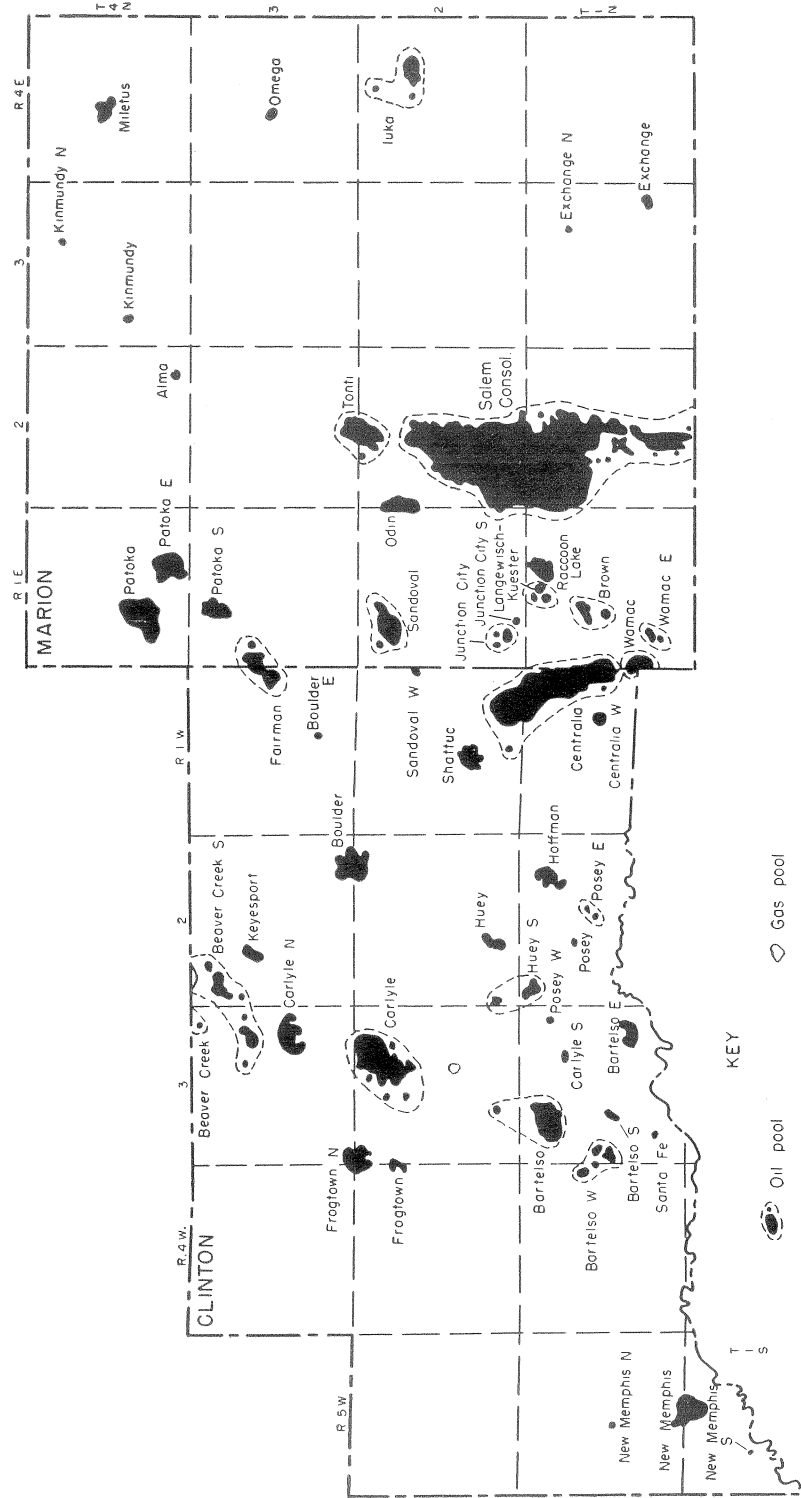 R 4 E
3
2
R 1 E
R 1 W
2
3
R.4 W.
R 5 W
T
4
N
3
2
T
1
N
T
1
S
MARION
CLINTON
Miletus
Omega
Iuka
Kinmundy N
Kinmundy
Exchange N
Exchange
Alma
Tonti
Salem
Consol.
Patoka E
Patoka
Patoka S
Odin
Sandoval
Junction City
Junction City S
Langewisch-
Kuester
Raccoon
Lake
Brown
Wamac
Wamac E
Fairman
Boulder
E
Sandoval W
Shattuc
Centralia
Centralia W
Boulder
Hoffman
Beaver Creek S
Keyesport
Huey
Huey S
Posey E
Posey
Posey W
Beaver Creek
Carlyle N
Carlyle
Carlyle S
Bartelso E
Frogtown N
Frogtown
Bartelso
Bartelso W
Bartelso S
Santa Fe
New Memphis N
New Memphis
New Memphis
S
KEY
Oil pool
Gas pool